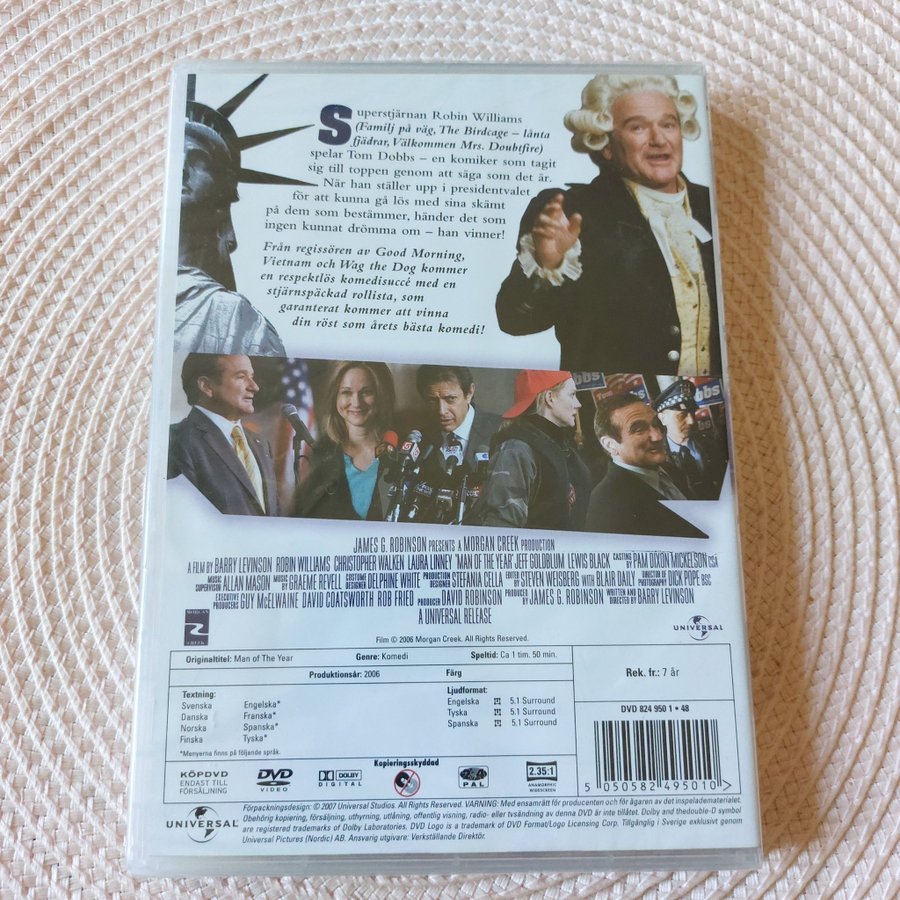 Superstjärnan Robin Williams
(Familj på väg, The Birdcage – lånta
fjädrar, Välkommen Mrs. Doubtfire)
spelar Tom Dobbs – en komiker som tagit
sig till toppen genom att säga som det är.
När han ställer upp i presidentvalet
för att kunna gå lös med sina skämt
på dem som bestämmer, händer det som
ingen kunnat drömma om – han vinner!
Från regissören av Good Morning,
Vietnam och Wag the Dog kommer
en respektlös komedisuccé med en
stjärnspäckad rollista, som
garanterat kommer att vinna
din röst som årets bästa komedi!
bbs
JAMES G. ROBINSON PRESENTS A MORGAN CREEK PRODUCTION
A FILM BY BARRY LEVINSON ROBIN WILLIAMS CHRISTOPHER WALKEN LAURA LINNEY "MAN OF THE YEAR" JEFF GOLDBLUM LEWIS BLACK CASTING BY PAM DIXON MICKELSON CSA
MUSIC SUPERVISION ALLAN MASON MUSIC BY GRAEME REVELL COSTUME DESIGNER DELPHINE WHITE PRODUCTION DESIGNER STEFANIA CELLA EDITED BY STEVEN WEISBERG WITH BLAIR DAILY DIRECTOR OF PHOTOGRAPHY DICK POPE BSC
EXECUTIVE PRODUCERS GUY McELWAINE DAVID COATSWORTH ROB FRIED PRODUCER DAVID ROBINSON PRODUCED BY JAMES G. ROBINSON WRITTEN AND DIRECTED BY BARRY LEVINSON
A UNIVERSAL RELEASE
MORGAN CREEK
UNIVERSAL
Film © 2006 Morgan Creek. All Rights Reserved.
Originaltitel: Man of The Year Genre: Komedi Speltid: Ca 1 tim. 50 min.
Produktionsår: 2006 Färg
Rek. fr.: 7 år
Textning:
Svenska Engelska*
Danska Franska*
Norska Spanska*
Finska Tyska*
*Menyerna finns på följande språk.
Ljudformat:
Engelska 5.1 Surround
Tyska 5.1 Surround
Spanska 5.1 Surround
DVD 824 950 1 • 48
5 050582 495010 >
KÖPDVD
ENDAST TILL
FÖRSÄLJNING
DVD
VIDEO
DOLBY
DIGITAL
Kopieringsskyddad
PAL
2.35:1
ANAMORPHIC
WIDESCREEN
UNIVERSAL
Förpackningsdesign: © 2007 Universal Studios. All Rights Reserved. VARNING: Med ensamrätt för producenten och för ägaren av det inspelade materialet.
Obehörig kopiering, försäljning, uthyrning, utlåning, offentlig visning, radio- eller tvsändning av denna DVD är inte tillåtet. Dolby and the double-D symbol
are registered trademarks of Dolby Laboratories. DVD Logo is a trademark of DVD Format/Logo Licensing Corp. Tillgänglig i Sverige exklusivt genom
Universal Pictures (Nordic) AB. Ansvarig utgivare: Verkställande Direktör.